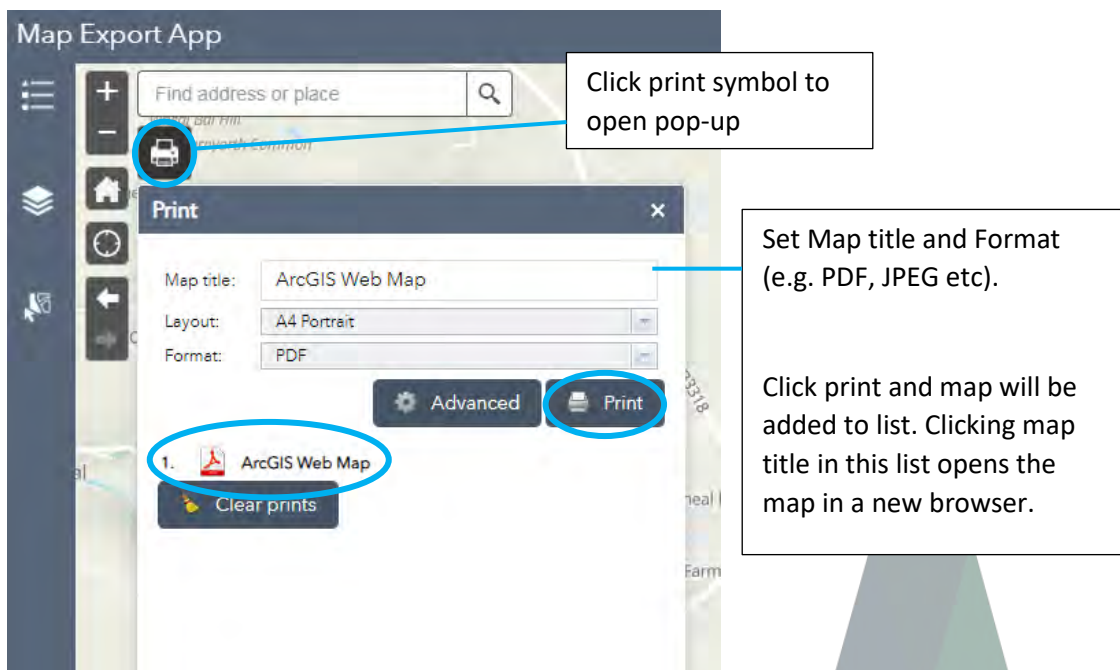 Map Export App
Find address or place
Common
Click print symbol to
open pop-up
Print
Map title: ArcGIS Web Map
Layout: A4 Portrait
Format: PDF
Advanced
Print
1. ArcGIS Web Map
Clear prints
Set Map title and Format
(e.g. PDF, JPEG etc).
Click print and map will be
added to list. Clicking map
title in this list opens the
map in a new browser.
Farm